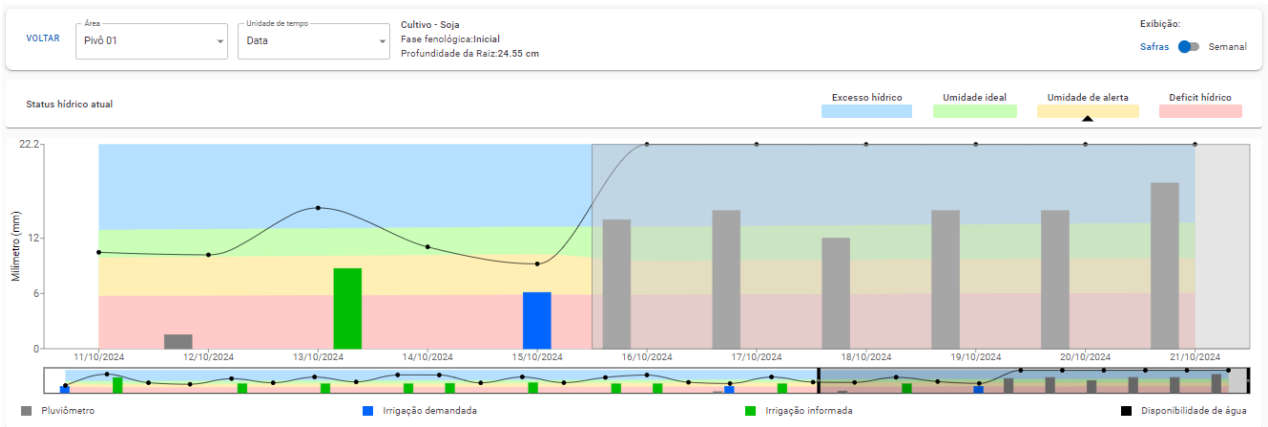 VOLTAR
Área
Pivô 01
Unidade de tempo
Data
Cultivo - Soja
Fase fenológica:Inicial
Profundidade da Raiz:24.55 cm
Exibição:
Safras
Semanal
Status hídrico atual
Excesso hídrico
Umidade ideal
Umidade de alerta
Deficit hídrico
22.2
12
6
0
Milímetro (mm)
11/10/2024
12/10/2024
13/10/2024
14/10/2024
15/10/2024
16/10/2024
17/10/2024
18/10/2024
19/10/2024
20/10/2024
21/10/2024
Pluviômetro
Irrigação demandada
Irrigação informada
Disponibilidade de água